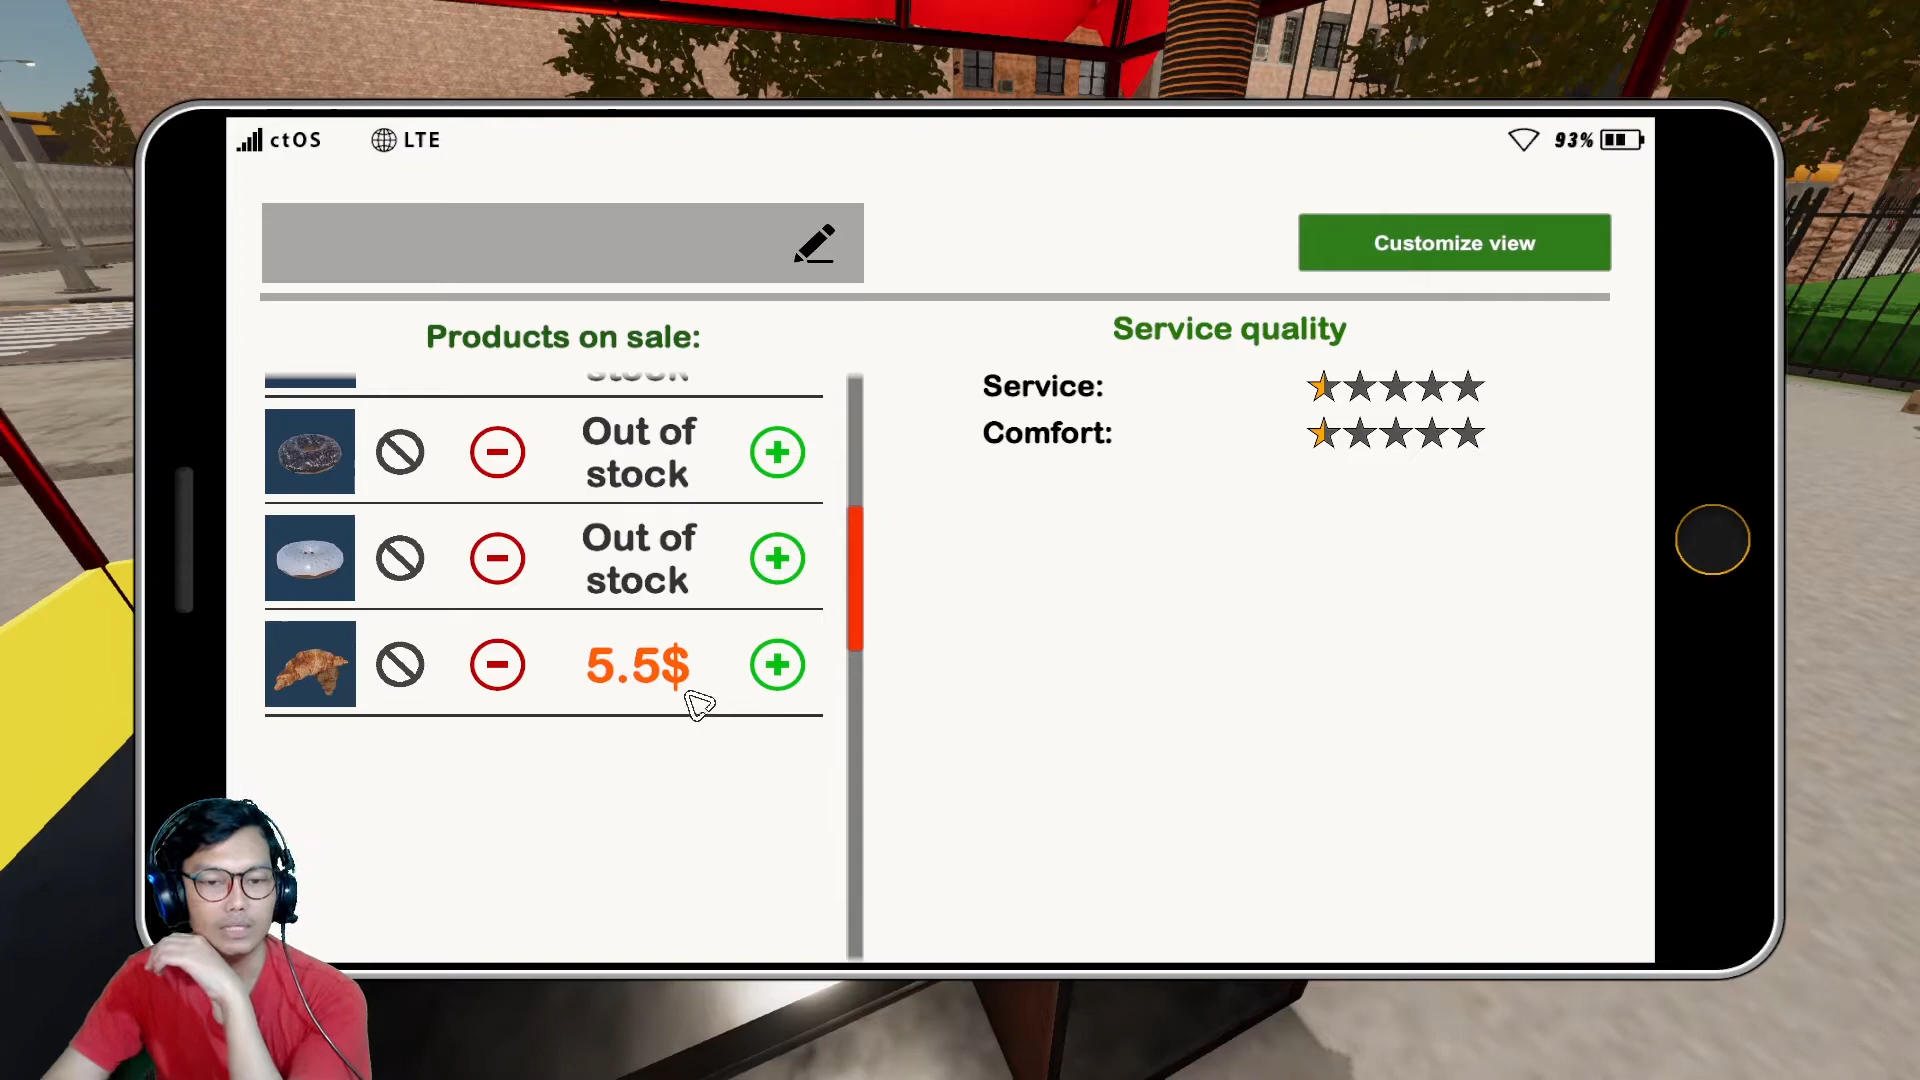 ctOS LTE 93%
Customize view
Products on sale:
Service quality
stock
Service:
Comfort:
Out of
stock
Out of
stock
5.5$